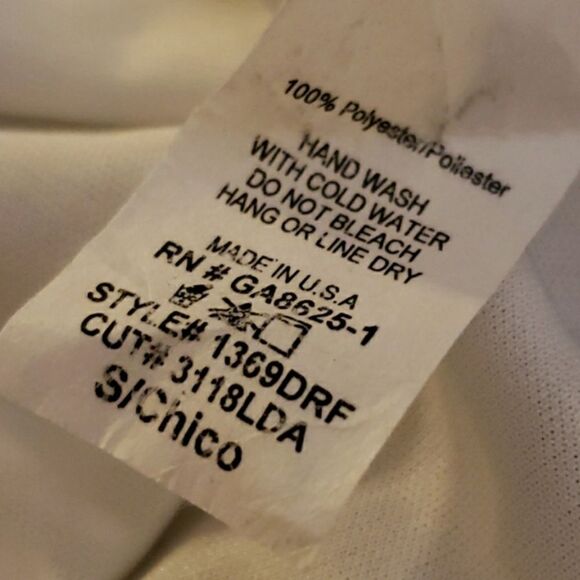 100% Polyester/Poliester
HAND WASH
WITH COLD WATER
DO NOT BLEACH
HANG OR LINE DRY
MADE IN U.S.A
RN # GA8625-1
STYLE# 1369DRF
CUT# 3118LDA
S/Chico